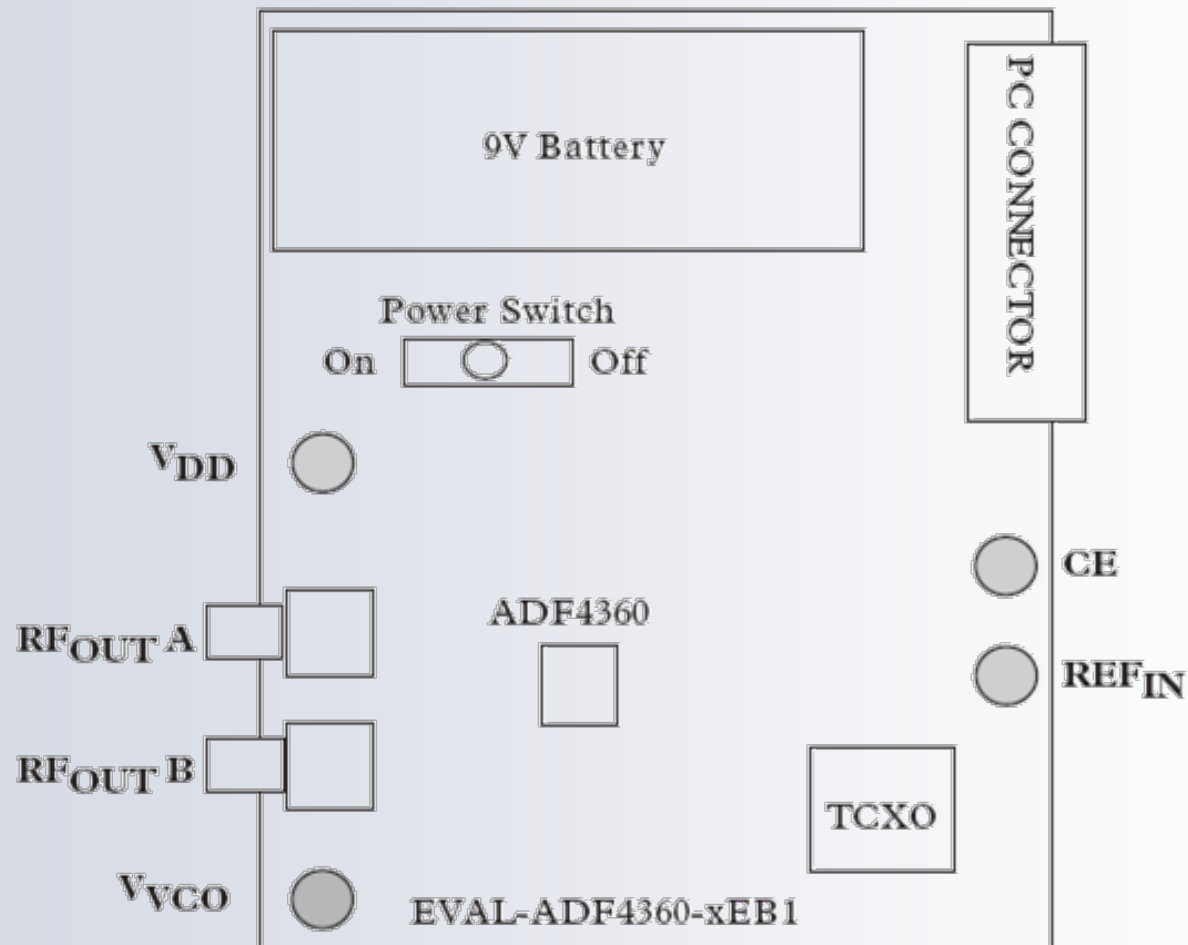 9V Battery
PC CONNECTOR
Power Switch
On
Off
VDD
CE
RFOUT A
ADF4360
REFIN
RFOUT B
TCXO
VVCO
EVAL-ADF4360-xEB1